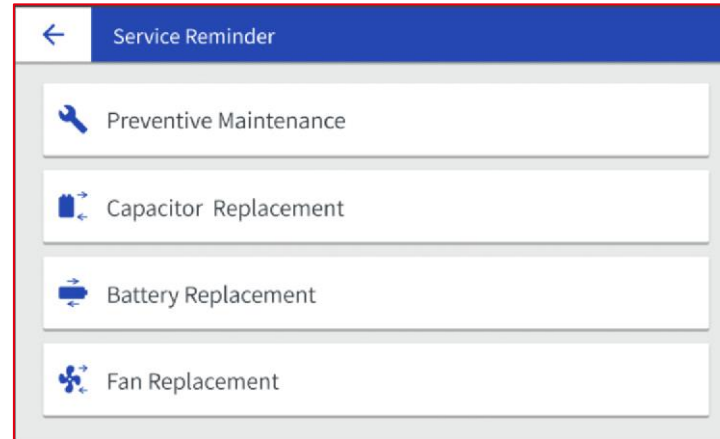 Service Reminder
Preventive Maintenance
Capacitor Replacement
Battery Replacement
Fan Replacement